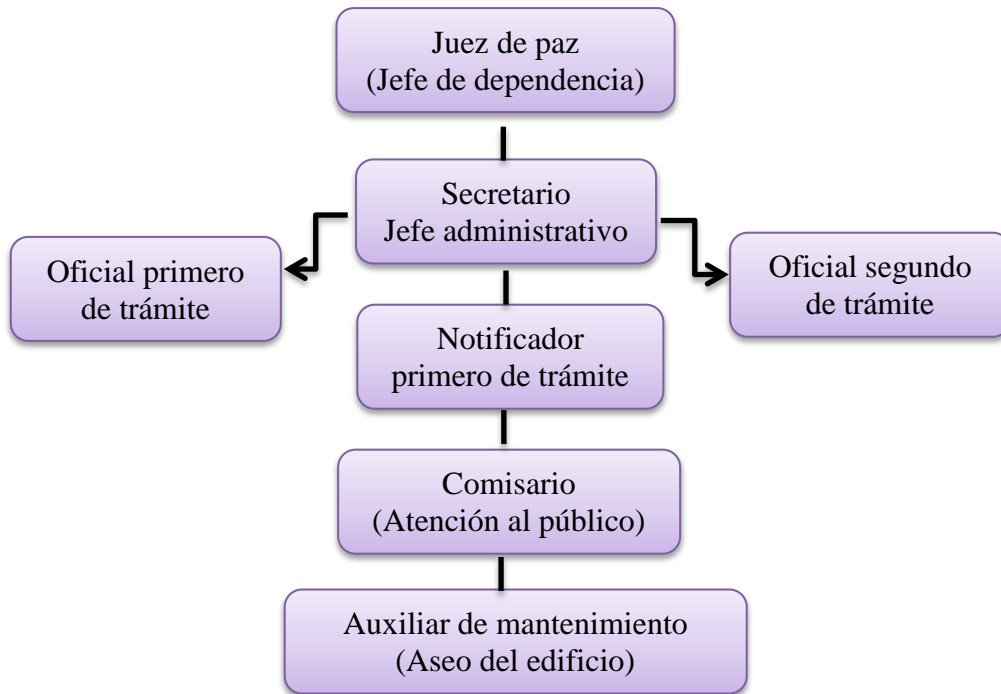 Juez de paz
(Jefe de dependencia)
Secretario
Jefe administrativo
Oficial primero
de trámite
Oficial segundo
de trámite
Notificador
primero de trámite
Comisario
(Atención al público)
Auxiliar de mantenimiento
(Aseo del edificio)